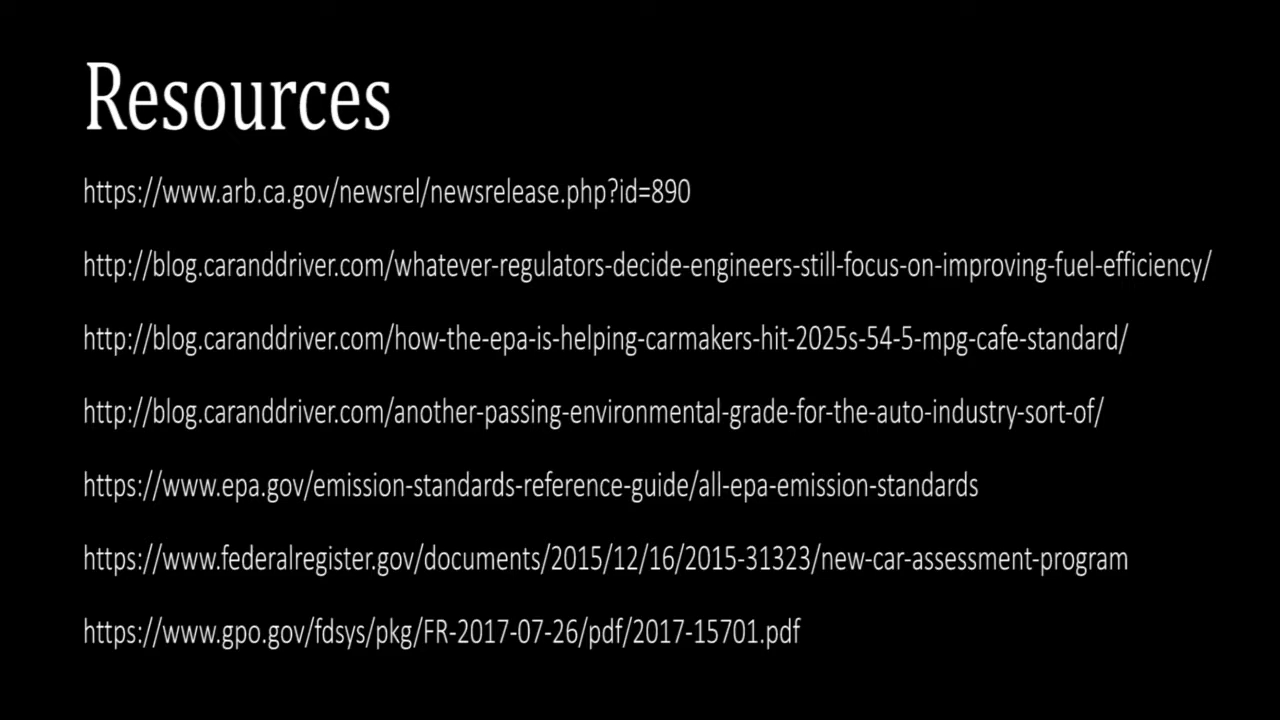 Resources
https://www.arb.ca.gov/newsrel/newsrelease.php?id=890
http://blog.caranddriver.com/whatever-regulators-decide-engineers-still-focus-on-improving-fuel-efficiency/
http://blog.caranddriver.com/how-the-epa-is-helping-carmakers-hit-2025s-54-5-mpg-cafe-standard/
http://blog.caranddriver.com/another-passing-environmental-grade-for-the-auto-industry-sort-of/
https://www.epa.gov/emission-standards-reference-guide/all-epa-emission-standards
https://www.federalregister.gov/documents/2015/12/16/2015-31323/new-car-assessment-program
https://www.gpo.gov/fdsys/pkg/FR-2017-07-26/pdf/2017-15701.pdf